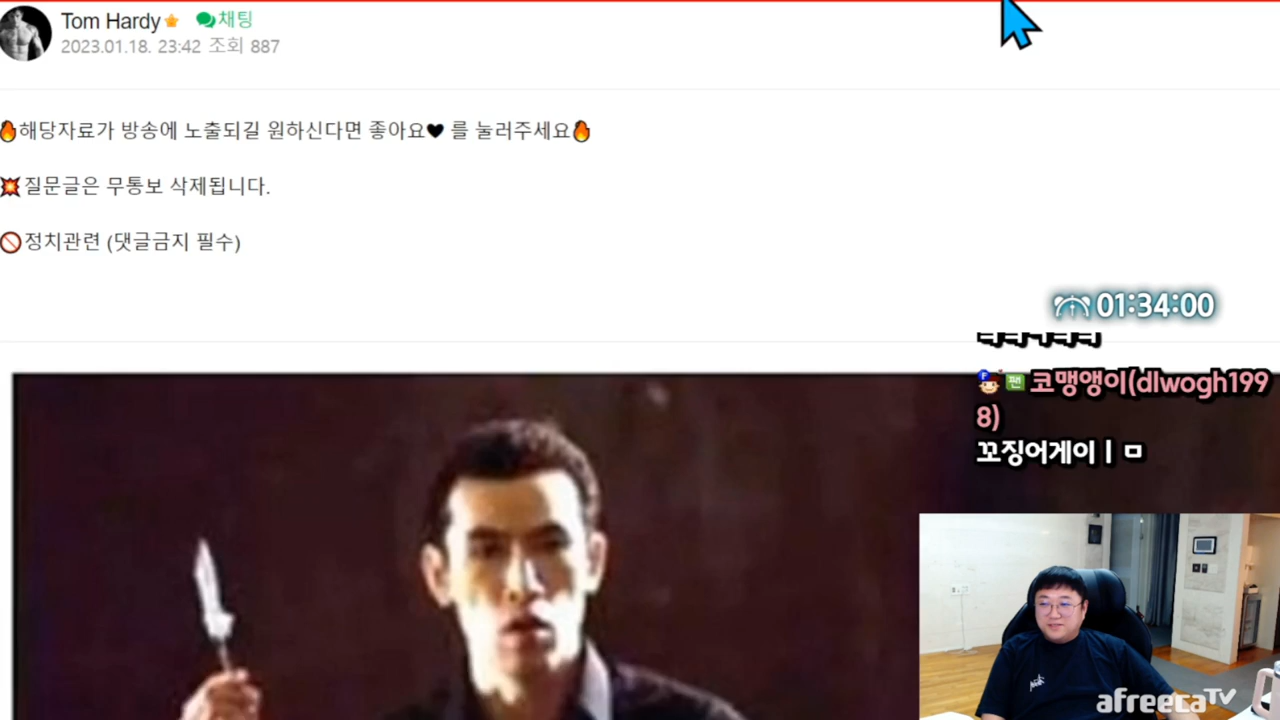 Tom Hardy 채팅
2023.01.18. 23:42 조회 887
🔥해당자료가 방송에 노출되길 원하신다면 좋아요🖤 를 눌러주세요🔥
💥질문글은 무통보 삭제됩니다.
🚫정치관련 (댓글금지 필수)
01:34:00
팬 코맹앵이(dlwogh199
8)
꼬징어게이ㅣㅁ
afreecaTV